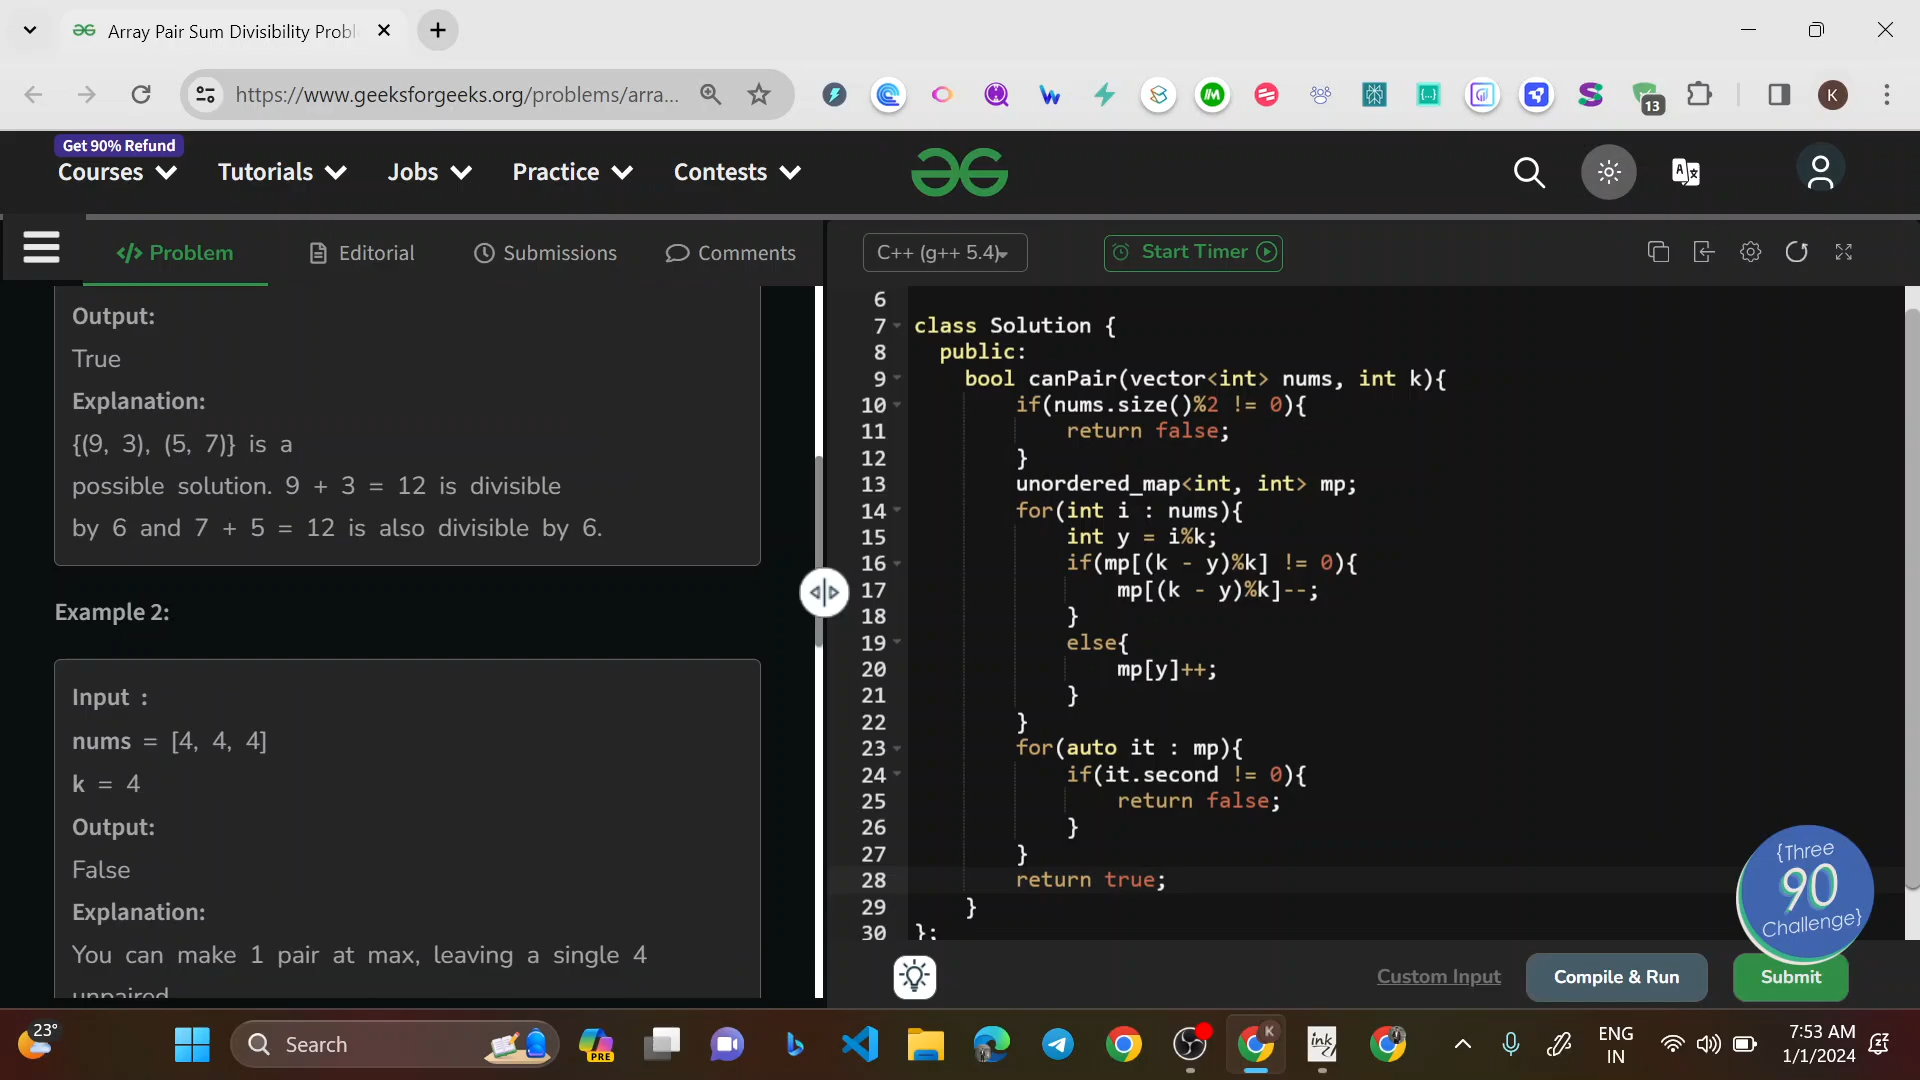 Array Pair Sum Divisibility Probl
https://www.geeksforgeeks.org/problems/arra...
13
K
Get 90% Refund
Courses
Tutorials
Jobs
Practice
Contests
</> Problem
Editorial
Submissions
Comments
C++ (g++ 5.4)
Start Timer
Output:
True
Explanation:
{(9, 3), (5, 7)} is a
possible solution. 9 + 3 = 12 is divisible
by 6 and 7 + 5 = 12 is also divisible by 6.
Example 2:
Input :
nums = [4, 4, 4]
k = 4
Output:
False
Explanation:
You can make 1 pair at max, leaving a single 4
unpaired
6
7 class Solution {
8 public:
9 bool canPair(vector<int> nums, int k){
10 if(nums.size()%2 != 0){
11 return false;
12 }
13 unordered_map<int, int> mp;
14 for(int i : nums){
15 int y = i%k;
16 if(mp[(k - y)%k] != 0){
17 mp[(k - y)%k]--;
18 }
19 else{
20 mp[y]++;
21 }
22 }
23 for(auto it : mp){
24 if(it.second != 0){
25 return false;
26 }
27 }
28 return true;
29 }
30 };
{Three
90
Challenge}
Custom Input
Compile & Run
Submit
23°
Search
PRE
K
ink
ENG
IN
7:53 AM
1/1/2024